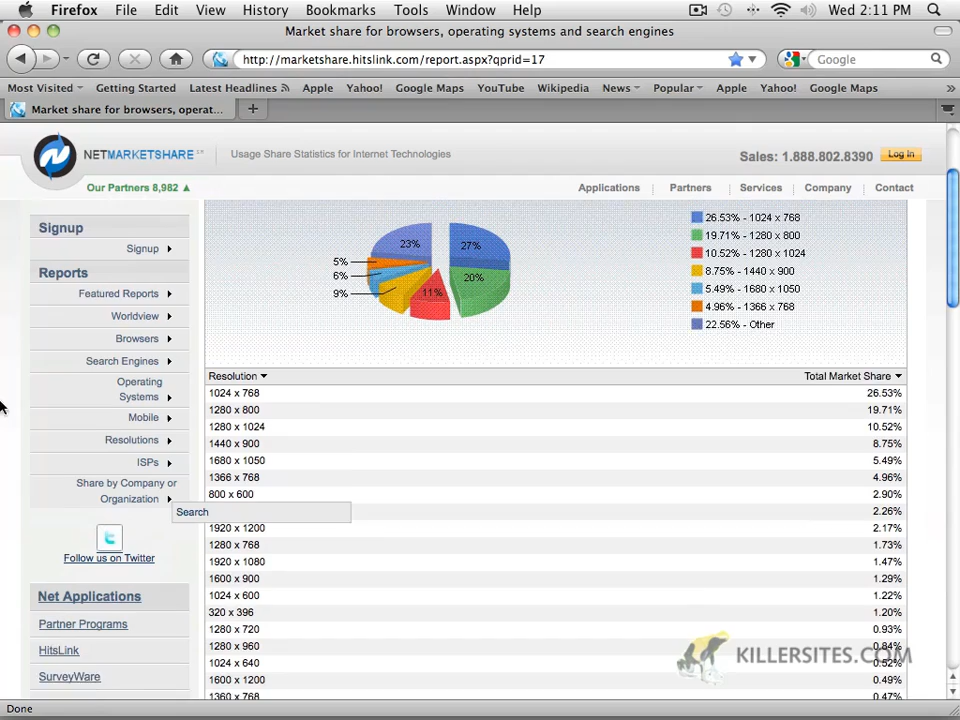 Firefox File Edit View History Bookmarks Tools Window Help Wed 2:11 PM
Market share for browsers, operating systems and search engines
http://marketshare.hitslink.com/report.aspx?qprid=17 Google
Most Visited Getting Started Latest Headlines Apple Yahoo! Google Maps YouTube Wikipedia News Popular Apple Yahoo! Google Maps »
Market share for browsers, operat... +
NETMARKETSHARE Usage Share Statistics for Internet Technologies Sales: 1.888.802.8390 Log In
Our Partners 8,982 ▲ Applications Partners Services Company Contact
Signup
Signup
Reports
Featured Reports
Worldview
Browsers
Search Engines
Operating
Systems
Mobile
Resolutions
ISPs
Share by Company or
Organization
Search
Follow us on Twitter
Net Applications
Partner Programs
HitsLink
SurveyWare
23% 27%
5%
6% 20%
9% 11%
26.53% - 1024 x 768
19.71% - 1280 x 800
10.52% - 1280 x 1024
8.75% - 1440 x 900
5.49% - 1680 x 1050
4.96% - 1366 x 768
22.56% - Other
Resolution Total Market Share
1024 x 768 26.53%
1280 x 800 19.71%
1280 x 1024 10.52%
1440 x 900 8.75%
1680 x 1050 5.49%
1366 x 768 4.96%
800 x 600 2.90%
2.26%
1920 x 1200 2.17%
1280 x 768 1.73%
1920 x 1080 1.47%
1600 x 900 1.29%
1024 x 600 1.22%
320 x 396 1.20%
1280 x 720 0.93%
1280 x 960 0.84%
1024 x 640 0.52%
1600 x 1200 0.49%
1360 x 768 0.47%
KILLERSITES.COM
Done